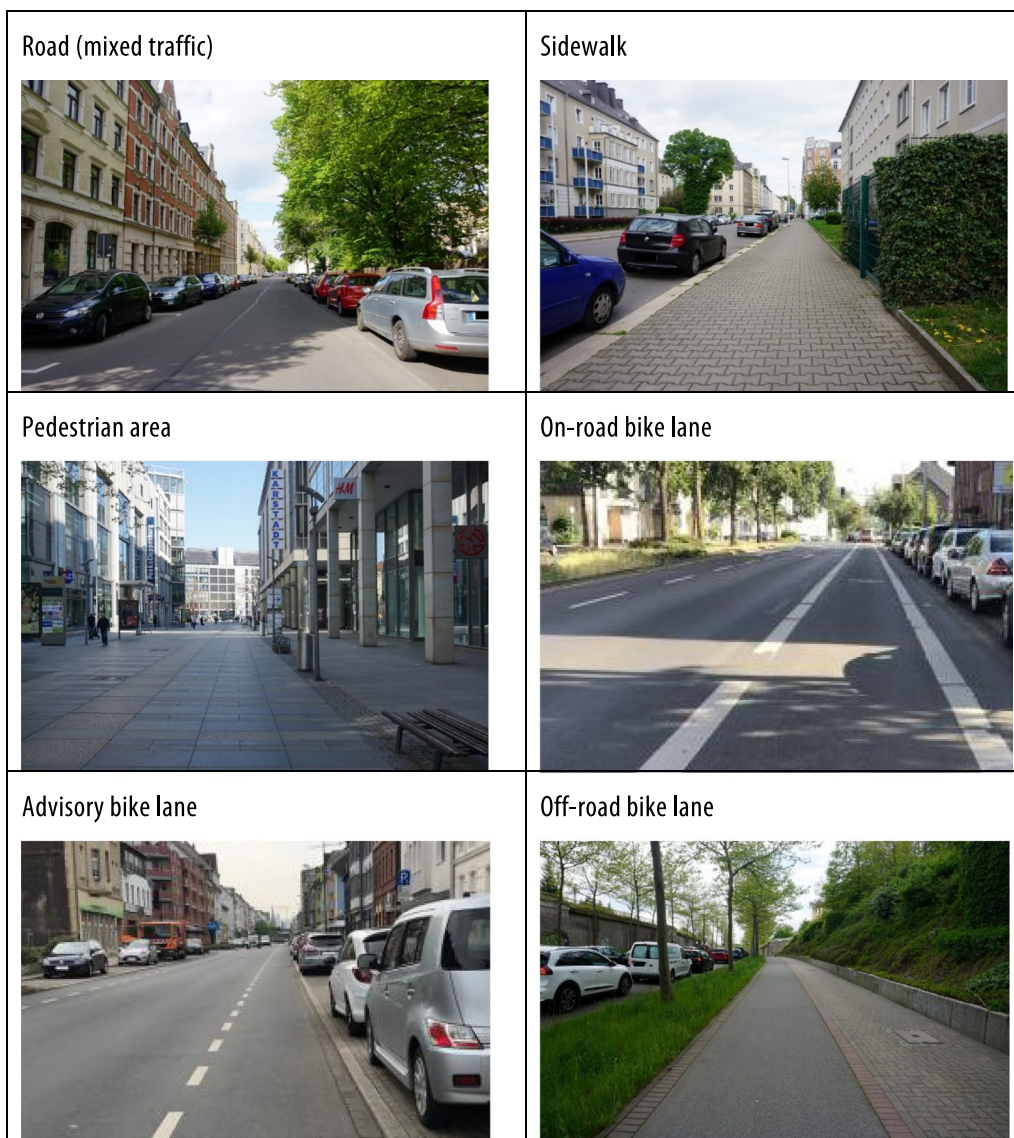 Road (mixed traffic)
Sidewalk
Pedestrian area
On-road bike lane
KARSTADT
H&M
Advisory bike lane
Off-road bike lane
P